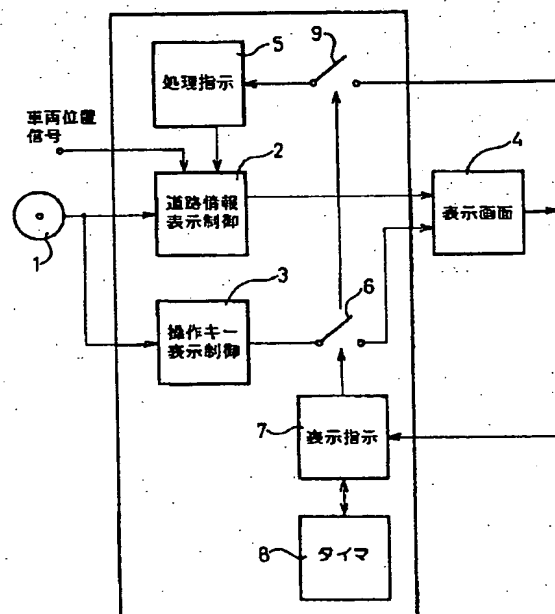 5
9
処理指示
車両位置
信号
2
4
道路情報
表示制御
表示画面
1
3
6
操作キー
表示制御
7
表示指示
8
タイマ